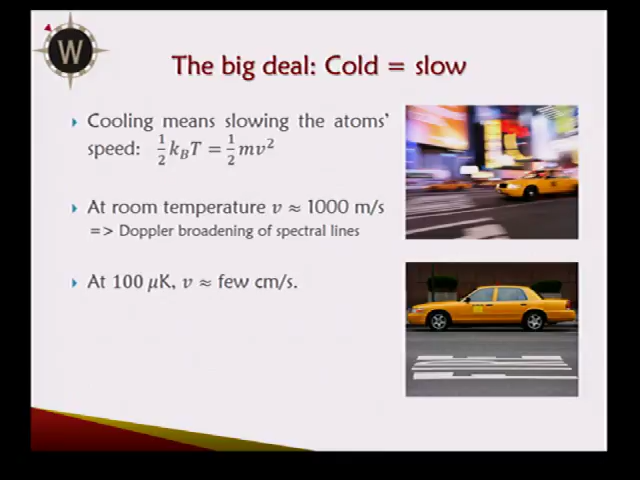 W
The big deal: Cold = slow
Cooling means slowing the atoms'
speed: ½k_BT = ½mv²
At room temperature v ≈ 1000 m/s
=> Doppler broadening of spectral lines
At 100 μK, v ≈ few cm/s.